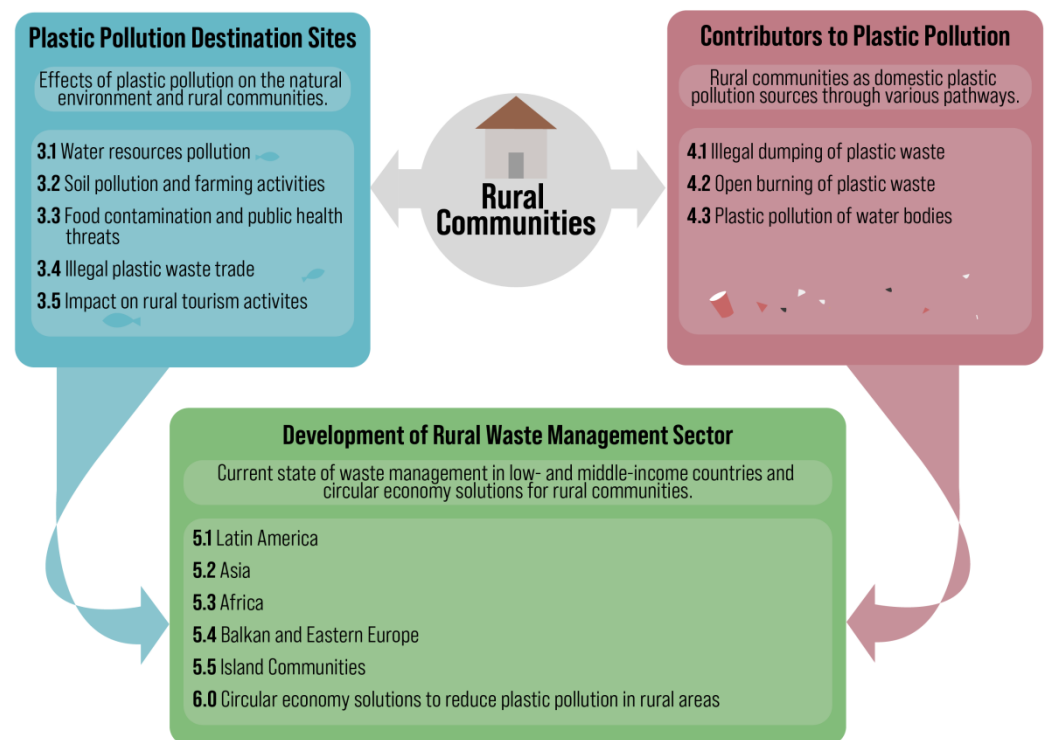 Plastic Pollution Destination Sites
Effects of plastic pollution on the natural
environment and rural communities.
3.1 Water resources pollution
3.2 Soil pollution and farming activities
3.3 Food contamination and public health
threats
3.4 Illegal plastic waste trade
3.5 Impact on rural tourism activites
Rural
Communities
Contributors to Plastic Pollution
Rural communities as domestic plastic
pollution sources through various pathways.
4.1 Illegal dumping of plastic waste
4.2 Open burning of plastic waste
4.3 Plastic pollution of water bodies
Development of Rural Waste Management Sector
Current state of waste management in low- and middle-income countries and
circular economy solutions for rural communities.
5.1 Latin America
5.2 Asia
5.3 Africa
5.4 Balkan and Eastern Europe
5.5 Island Communities
6.0 Circular economy solutions to reduce plastic pollution in rural areas